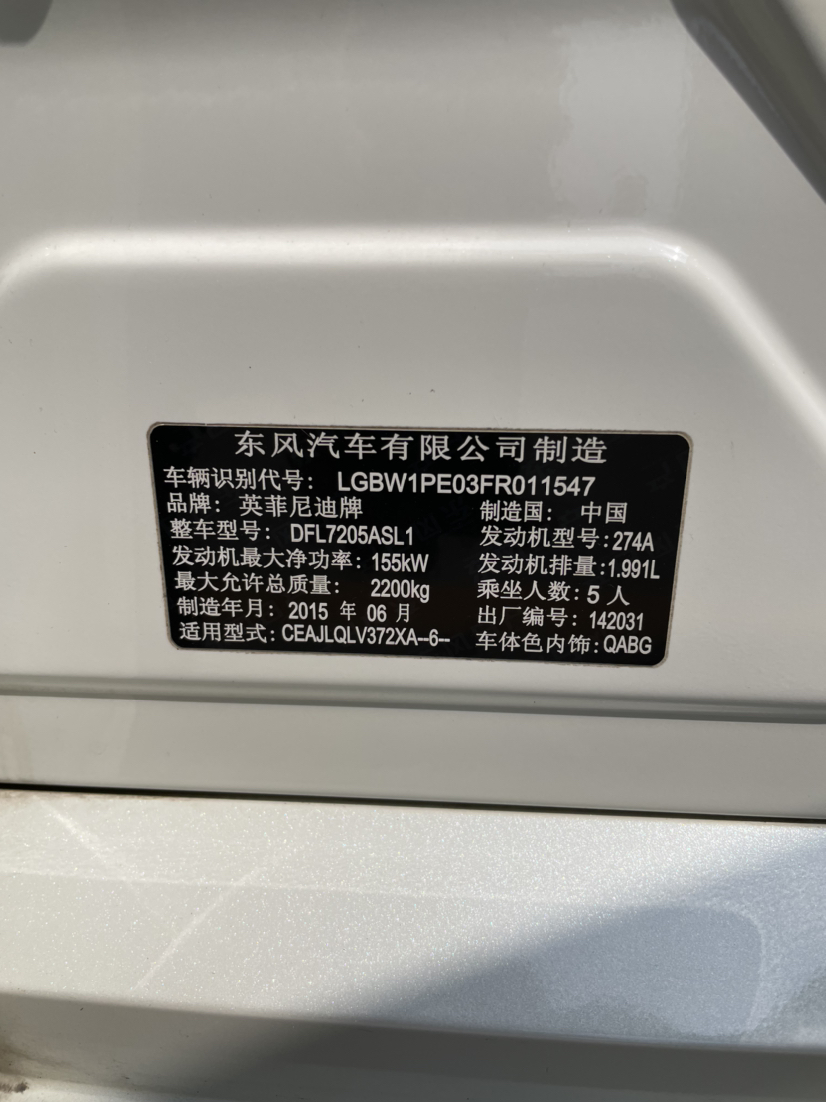 东风汽车有限公司制造
车辆识别代号: LGBW1PE03FR011547
品牌: 英菲尼迪牌 制造国: 中国
整车型号: DFL7205ASL1 发动机型号:274A
发动机最大净功率: 155kW 发动机排量:1.991L
最大允许总质量: 2200kg 乘坐人数: 5 人
制造年月: 2015 年 06 月 出厂编号: 142031
适用型式: CEAJLQLV372XA--6-- 车体色内饰:QABG